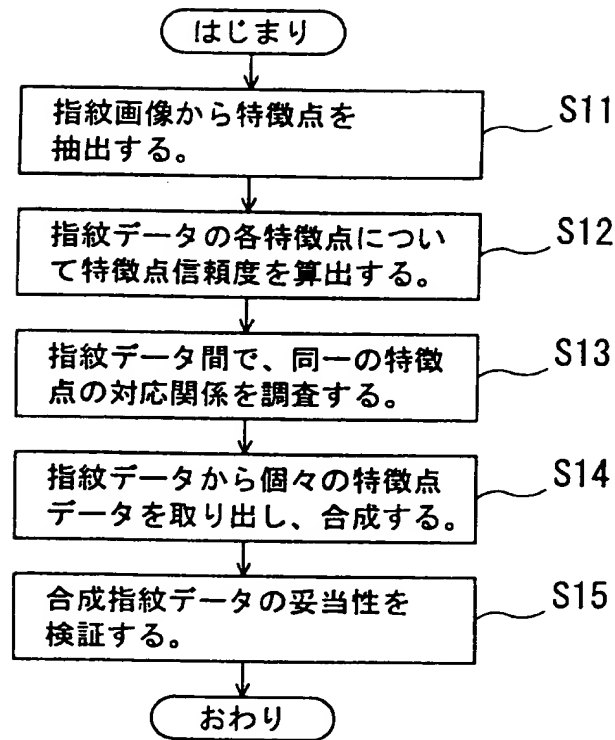 はじまり
指紋画像から特徴点を
抽出する。
S11
指紋データの各特徴点につい
て特徴点信頼度を算出する。
S12
指紋データ間で、同一の特徴
点の対応関係を調査する。
S13
指紋データから個々の特徴点
データを取り出し、合成する。
S14
合成指紋データの妥当性を
検証する。
S15
おわり